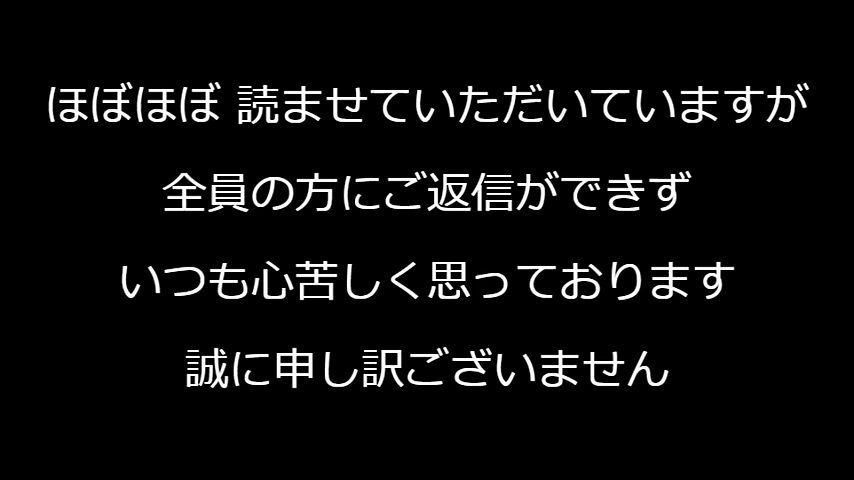 ほぼほぼ 読ませていただいていますが
全員の方にご返信ができず
いつも心苦しく思っております
誠に申し訳ございません